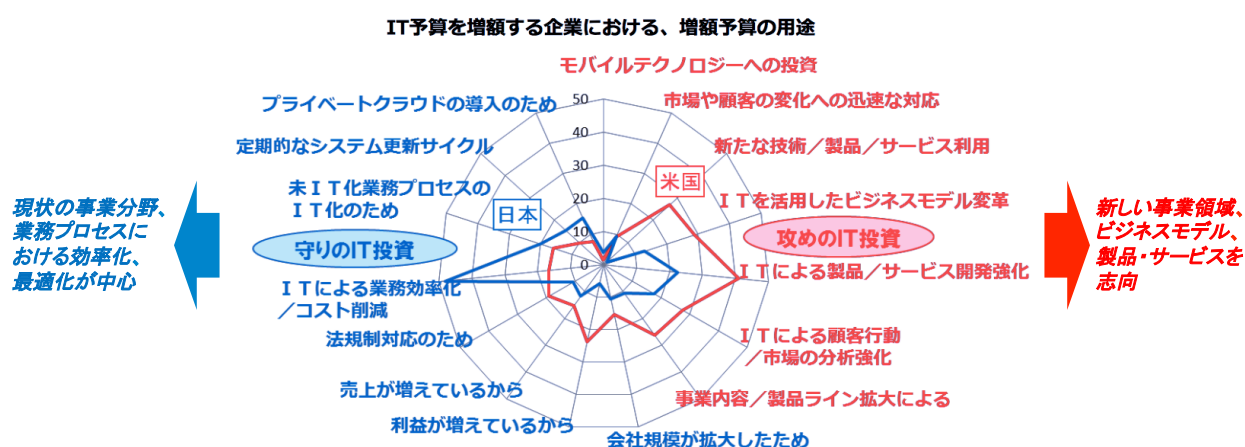 IT予算を増額する企業における、増額予算の用途
モバイルテクノロジーへの投資
市場や顧客の変化への迅速な対応
新たな技術／製品／サービス利用
ＩＴを活用したビジネスモデル変革
攻めのIT投資
ＩＴによる製品／サービス開発強化
ＩＴによる顧客行動
／市場の分析強化
事業内容／製品ライン拡大による
会社規模が拡大したため
利益が増えているから
売上が増えているから
法規制対応のため
ＩＴによる業務効率化
／コスト削減
守りのIT投資
未ＩＴ化業務プロセスの
ＩＴ化のため
定期的なシステム更新サイクル
プライベートクラウドの導入のため
50
40
30
20
10
0
日本
米国
現状の事業分野、
業務プロセスに
おける効率化、
最適化が中心
新しい事業領域、
ビジネスモデル、
製品・サービスを
志向